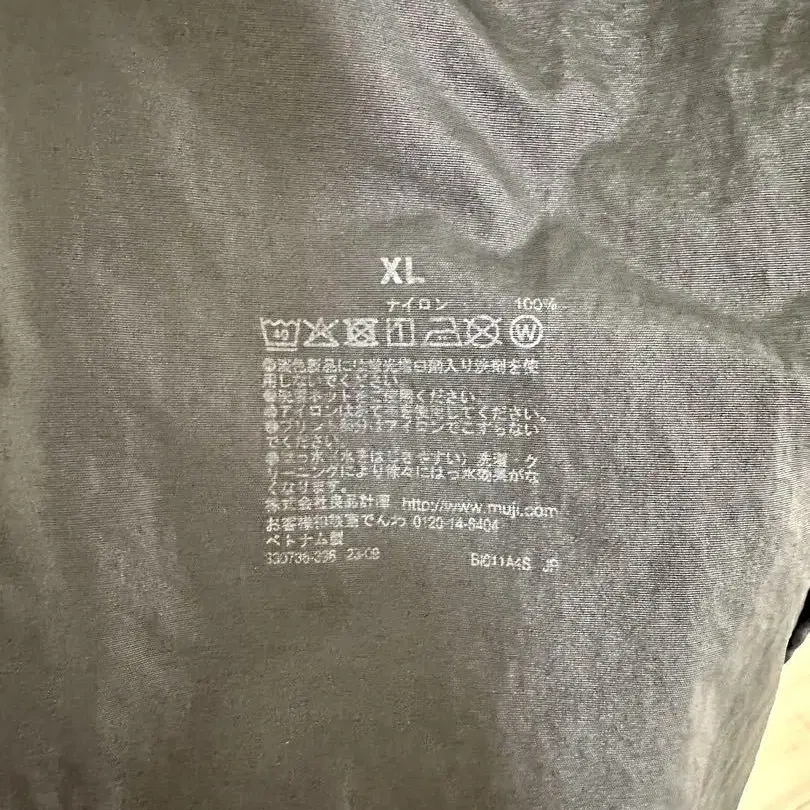 XL
ナイロン 100%
40 W
●淡色製品には蛍光増白剤入り洗剤を使
用しないでください。
●洗濯ネットをご使用ください。
●アイロンはあて布を使用してください。
●プリント部分はアイロンでこすらない
でください。
●はっ水(水をはじきやすい) 洗濯・ク
リーニングにより徐々にはっ水効果がな
くなります。
株式会社良品計画 http://www.muji.com
お客様相談室でんわ 0120-14-6404
ベトナム製
23-09 JP